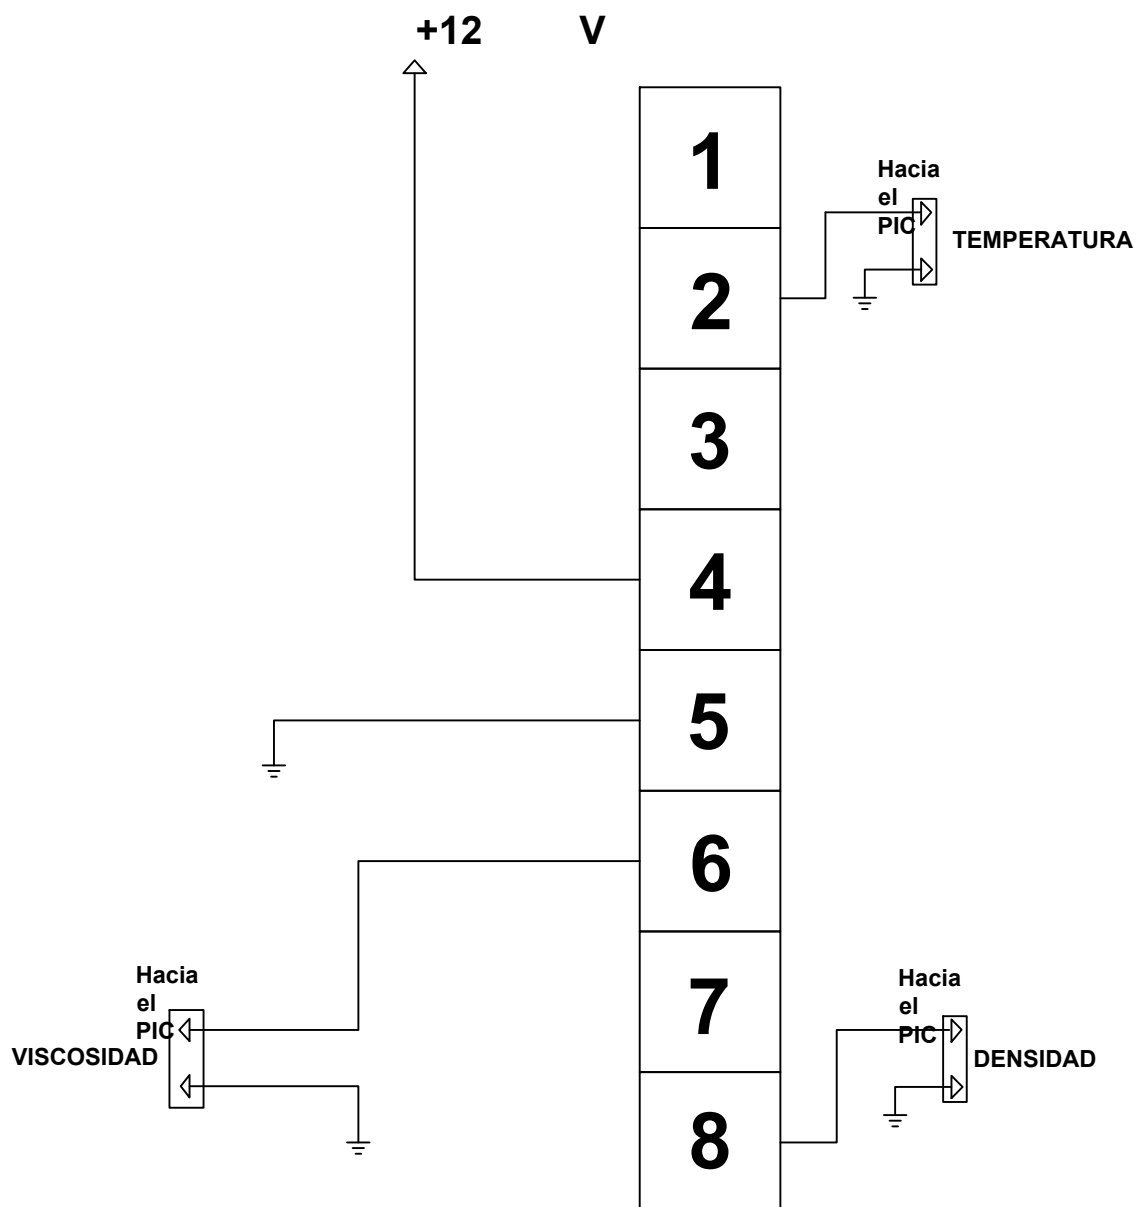 +12 V
1
Hacia
el
PIC
TEMPERATURA
2
3
4
5
6
Hacia
el
PIC
VISCOSIDAD
7
Hacia
el
PIC
DENSIDAD
8